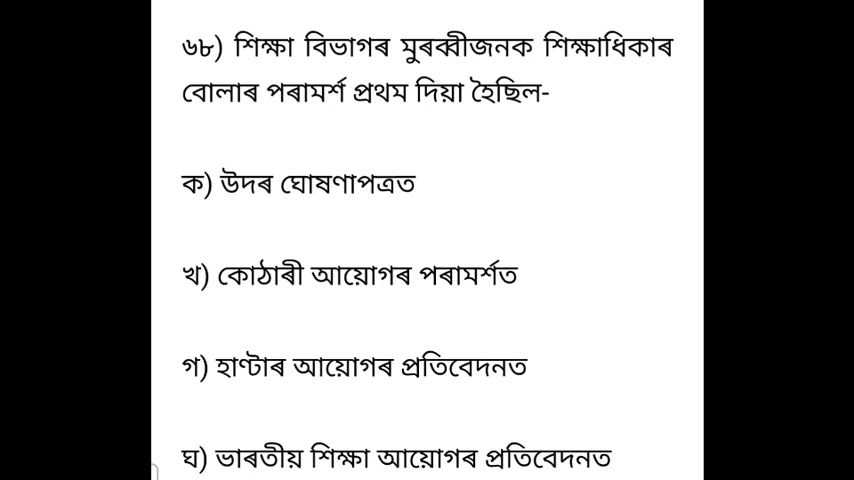 ৬৮) শিক্ষা বিভাগৰ মুৰব্বীজনক শিক্ষাধিকাৰ
বোলাৰ পৰামৰ্শ প্ৰথম দিয়া হৈছিল-
ক) উদৰ ঘোষণাপত্ৰত
খ) কোঠাৰী আয়োগৰ পৰামৰ্শত
গ) হাণ্টাৰ আয়োগৰ প্ৰতিবেদনত
ঘ) ভাৰতীয় শিক্ষা আয়োগৰ প্ৰতিবেদনত